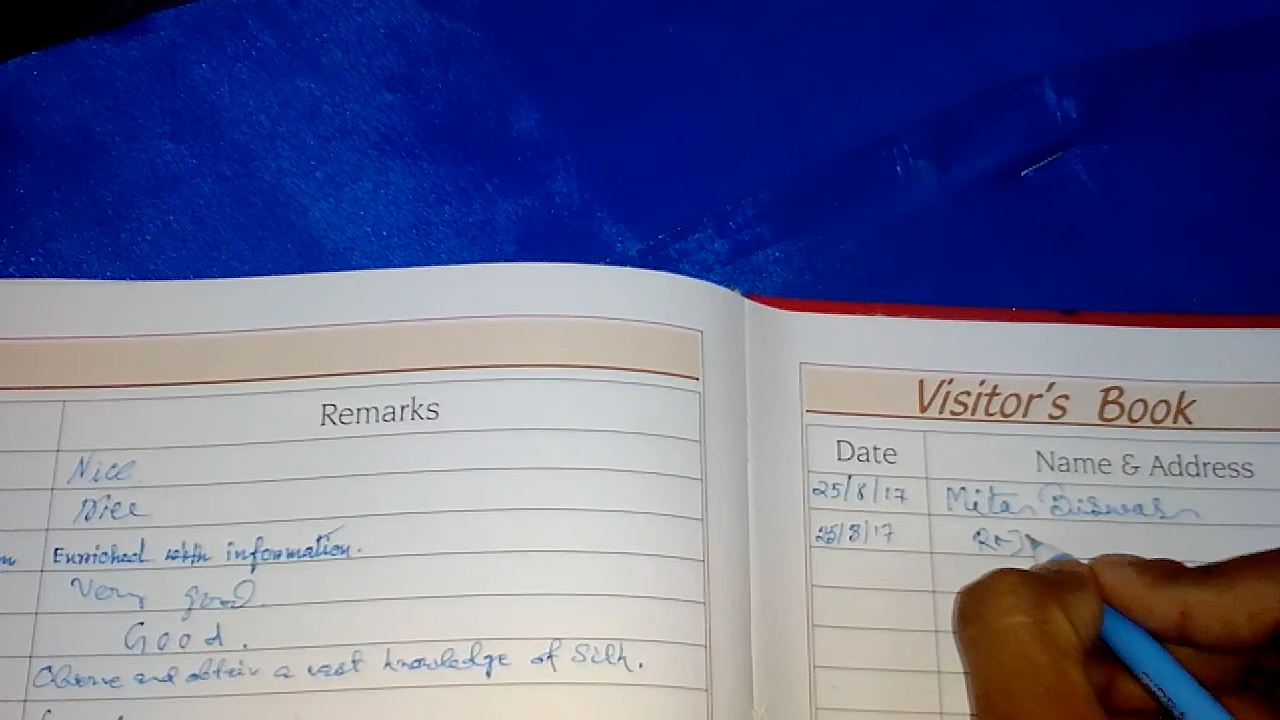 Remarks
Nice
Nice
Enriched with information.
Very good
Good.
Observe and obtain a vast knowledge of silk.
Visitor's Book
Date Name & Address
25/8/17 Mita Biswas
25/8/17